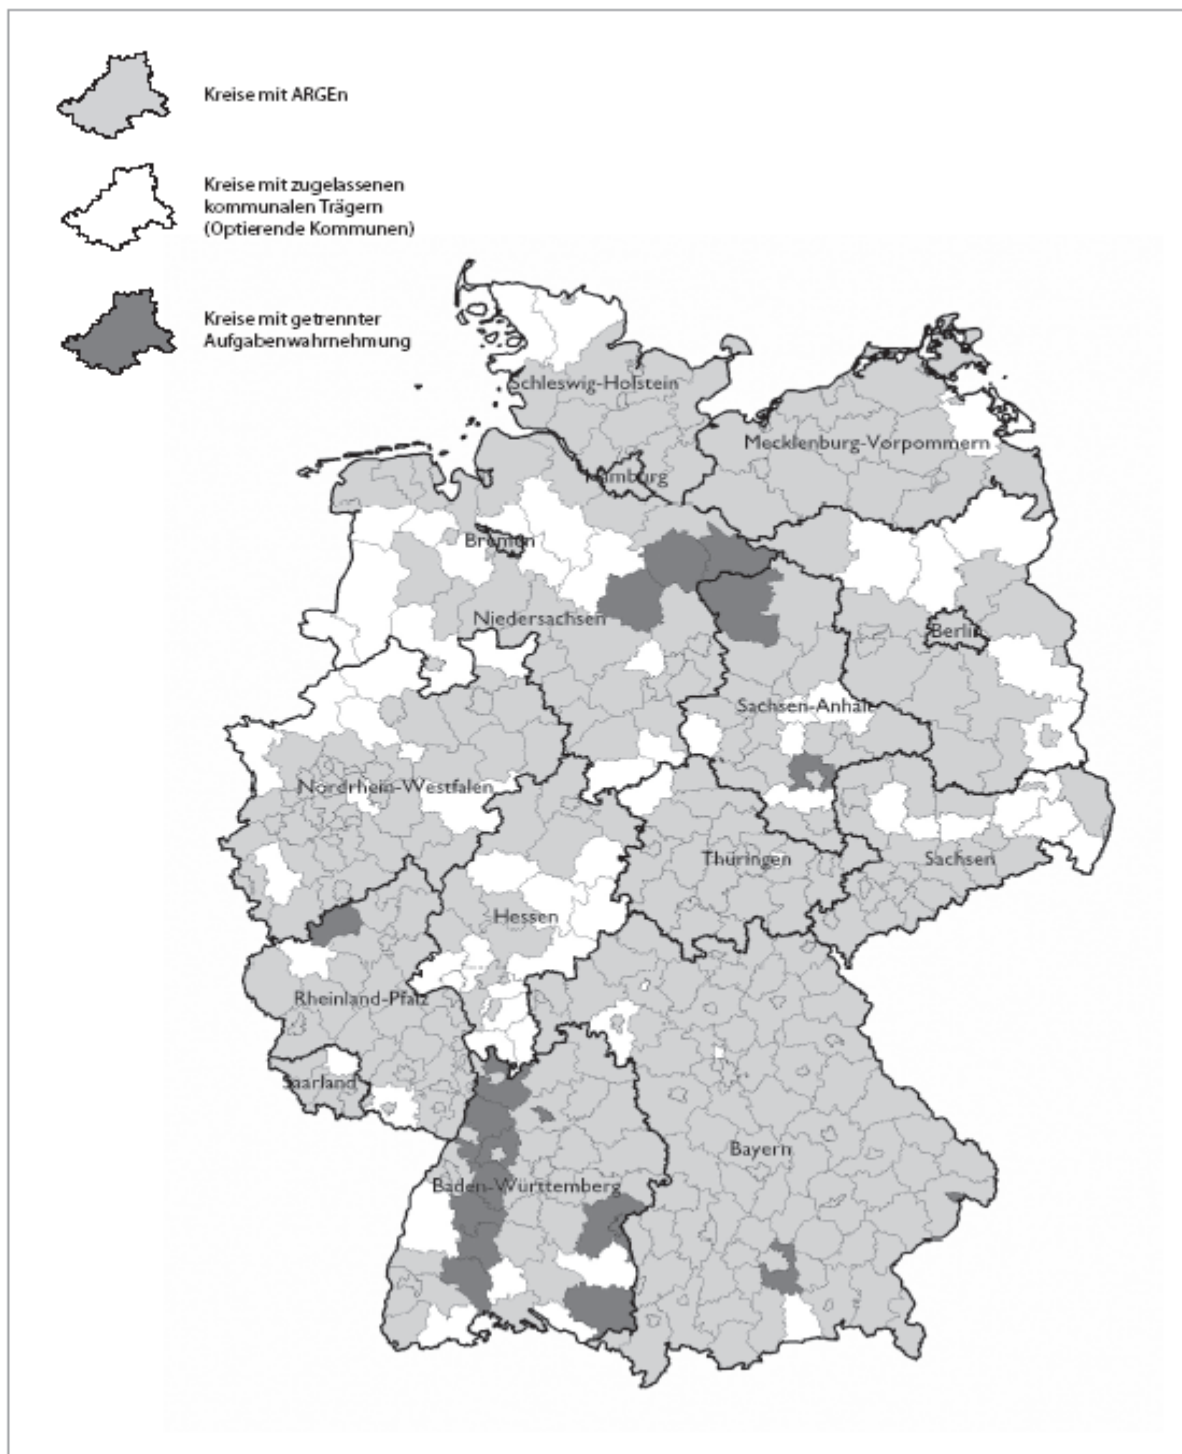 Kreise mit ARGEn
Kreise mit zugelassenen
kommunalen Trägern
(Optierende Kommunen)
Kreise mit getrennter
Aufgabenwahrnehmung
Schleswig-Holstein
Mecklenburg-Vorpommern
Hamburg
Bremen
Niedersachsen
Berlin
Sachsen-Anhalt
Nordrhein-Westfalen
Thüringen
Sachsen
Hessen
Rheinland-Pfalz
Saarland
Bayern
Baden-Württemberg